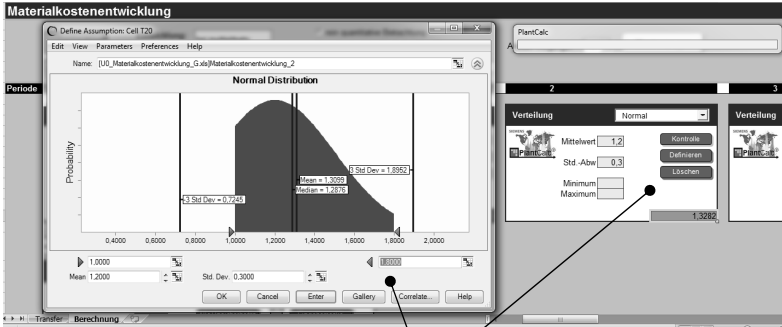 Materialkostenentwicklung
Define Assumption: Cell T20
Edit View Parameters Preferences Help
Name: [U0_Materialkostenentwicklung_G.xls]Materialkostenentwicklung_2
PlantCalc
Normal Distribution
Periode
2
3
Probability
-3 Std Dev = 0,7245
Median = 1,2876
Mean = 1,3099
3 Std Dev = 1,8952
0,4000 0,6000 0,8000 1,0000 1,2000 1,4000 1,6000 1,8000 2,0000
1,0000
1,8000
Mean 1,2000
Std. Dev. 0,3000
OK Cancel Enter Gallery Correlate... Help
Verteilung
Normal
SIEMENS
PlantCalc
Mittelwert 1,2
Std.-Abw 0,3
Minimum
Maximum
Kontrolle
Definieren
Löschen
1,3282
Verteilung
SIEMENS
PlantCalc
Transfer Berechnung